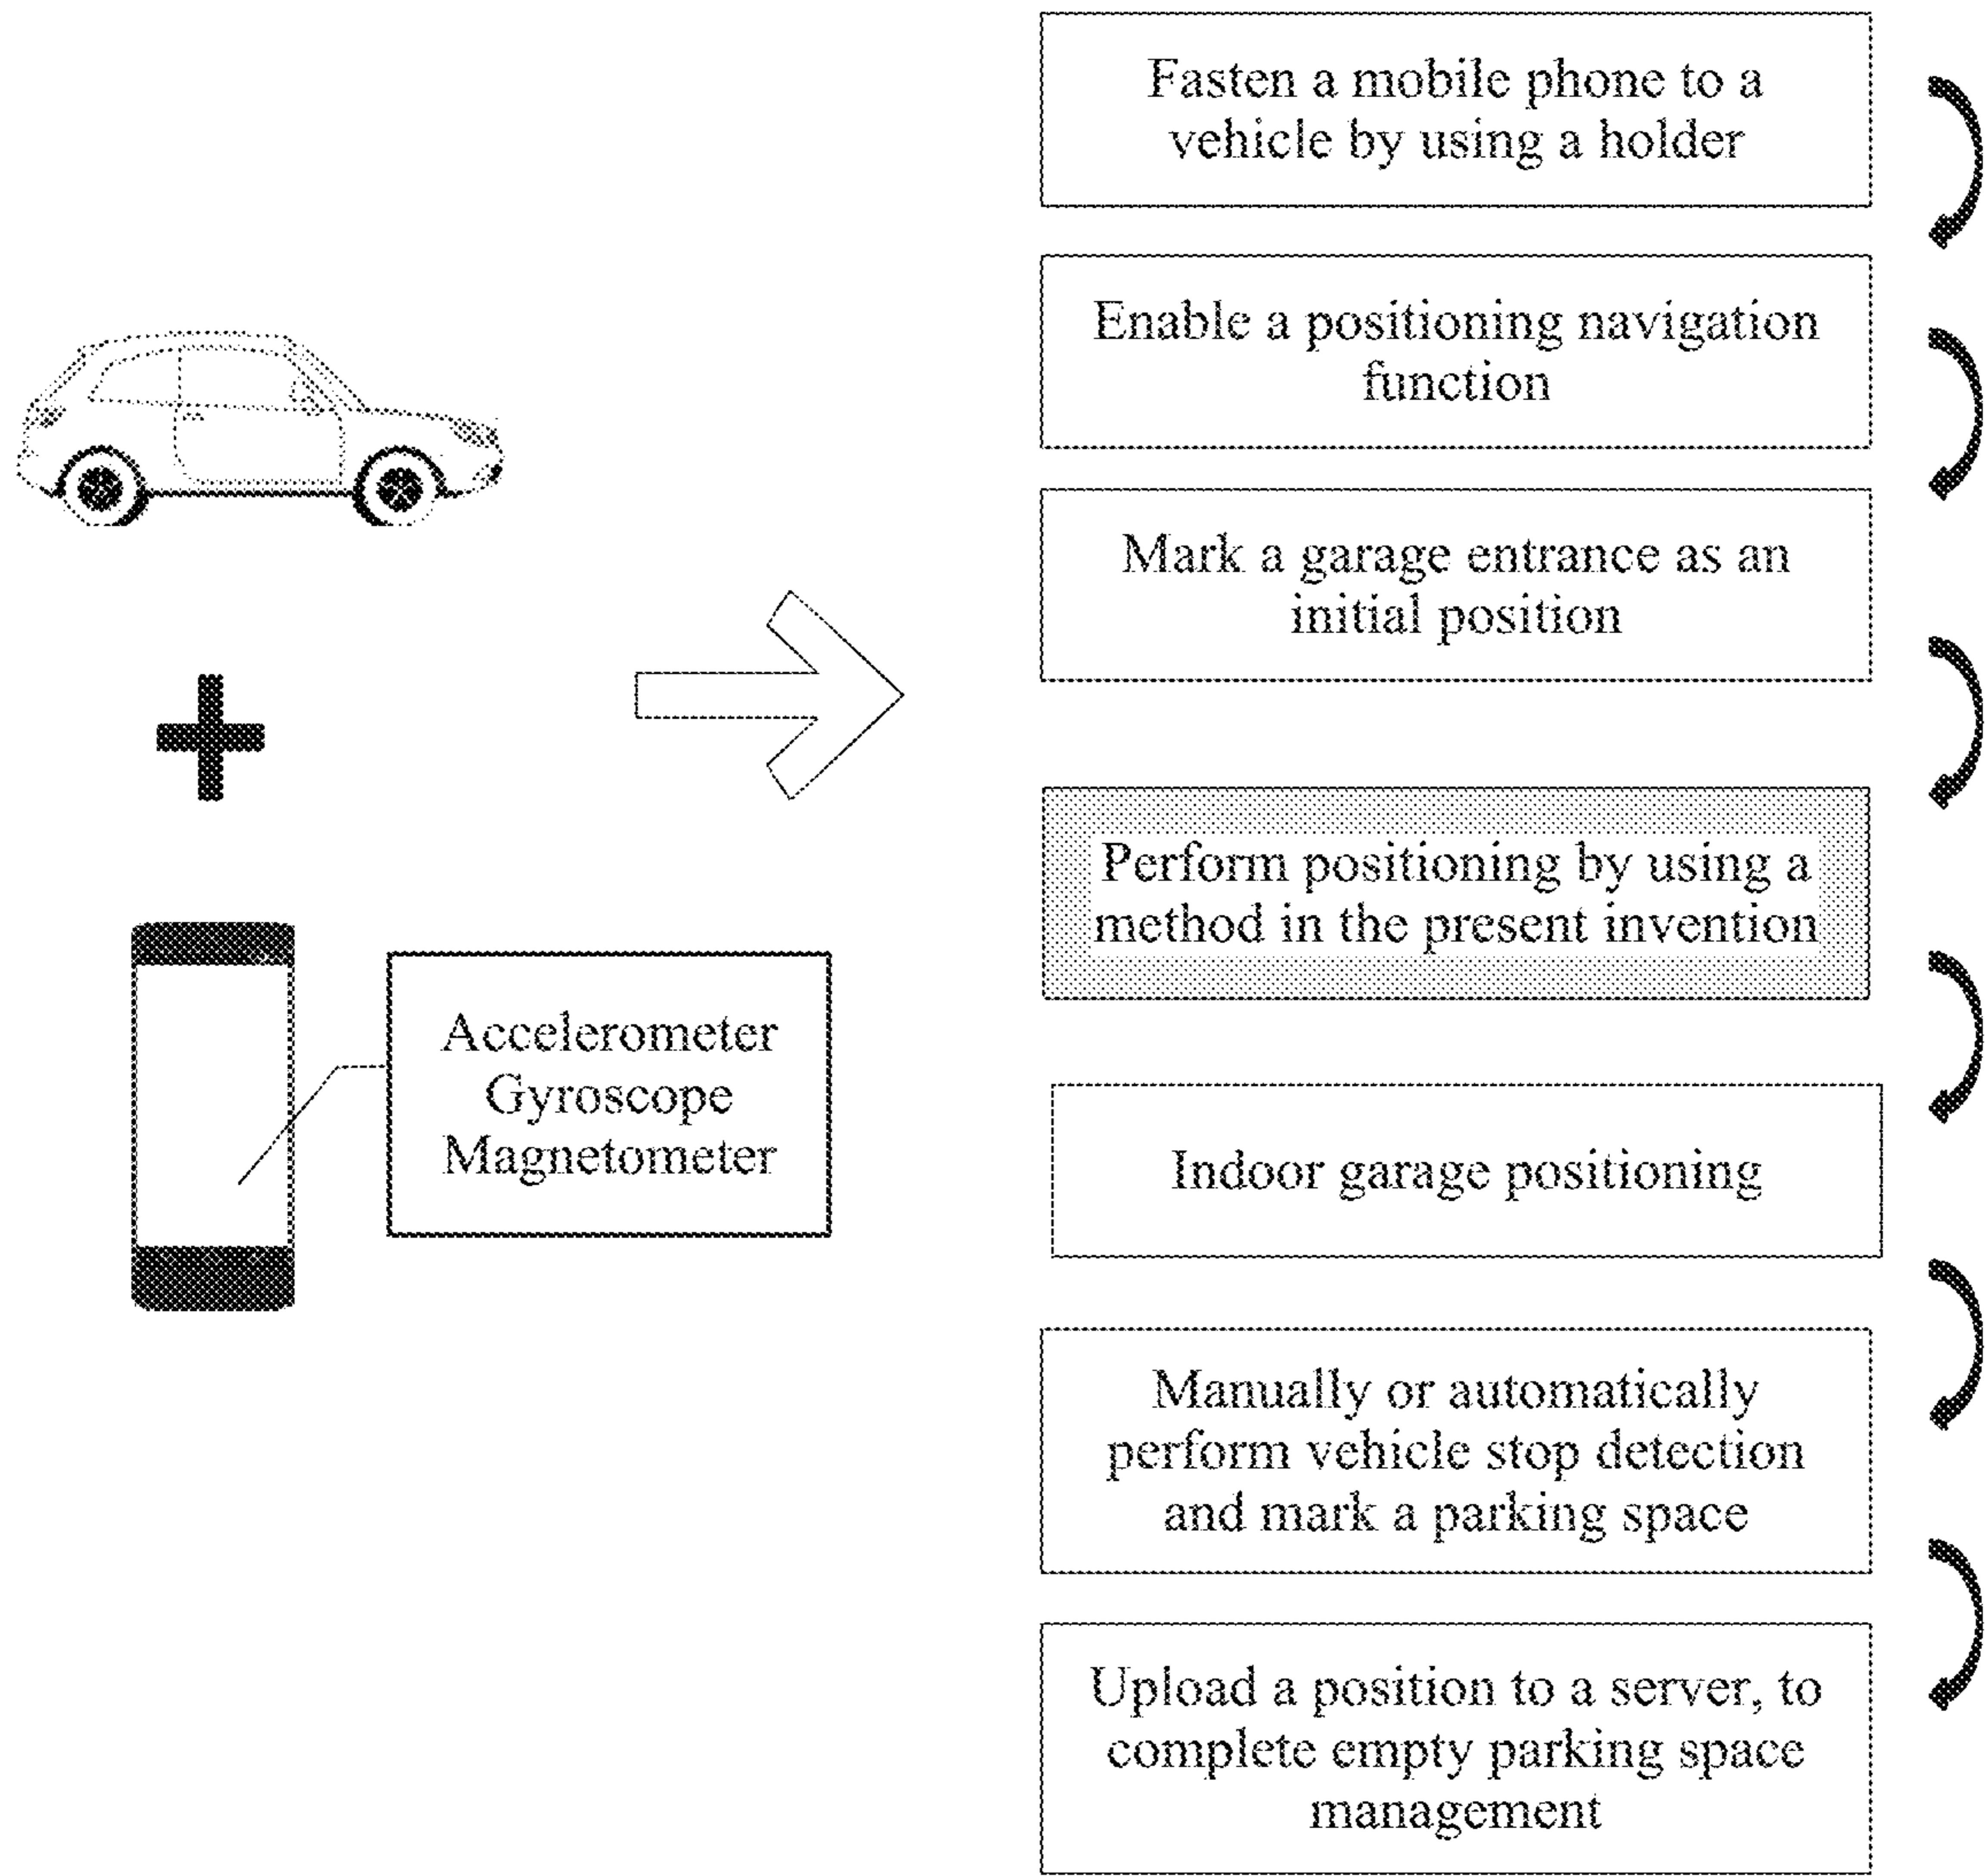 Fasten a mobile phone to a
vehicle by using a holder
Enable a positioning navigation
function
Mark a garage entrance as an
initial position
Perform positioning by using a
method in the present invention
Accelerometer
Gyroscope
Magnetometer
Indoor garage positioning
Manually or automatically
perform vehicle stop detection
and mark a parking space
Upload a position to a server, to
complete empty parking space
management